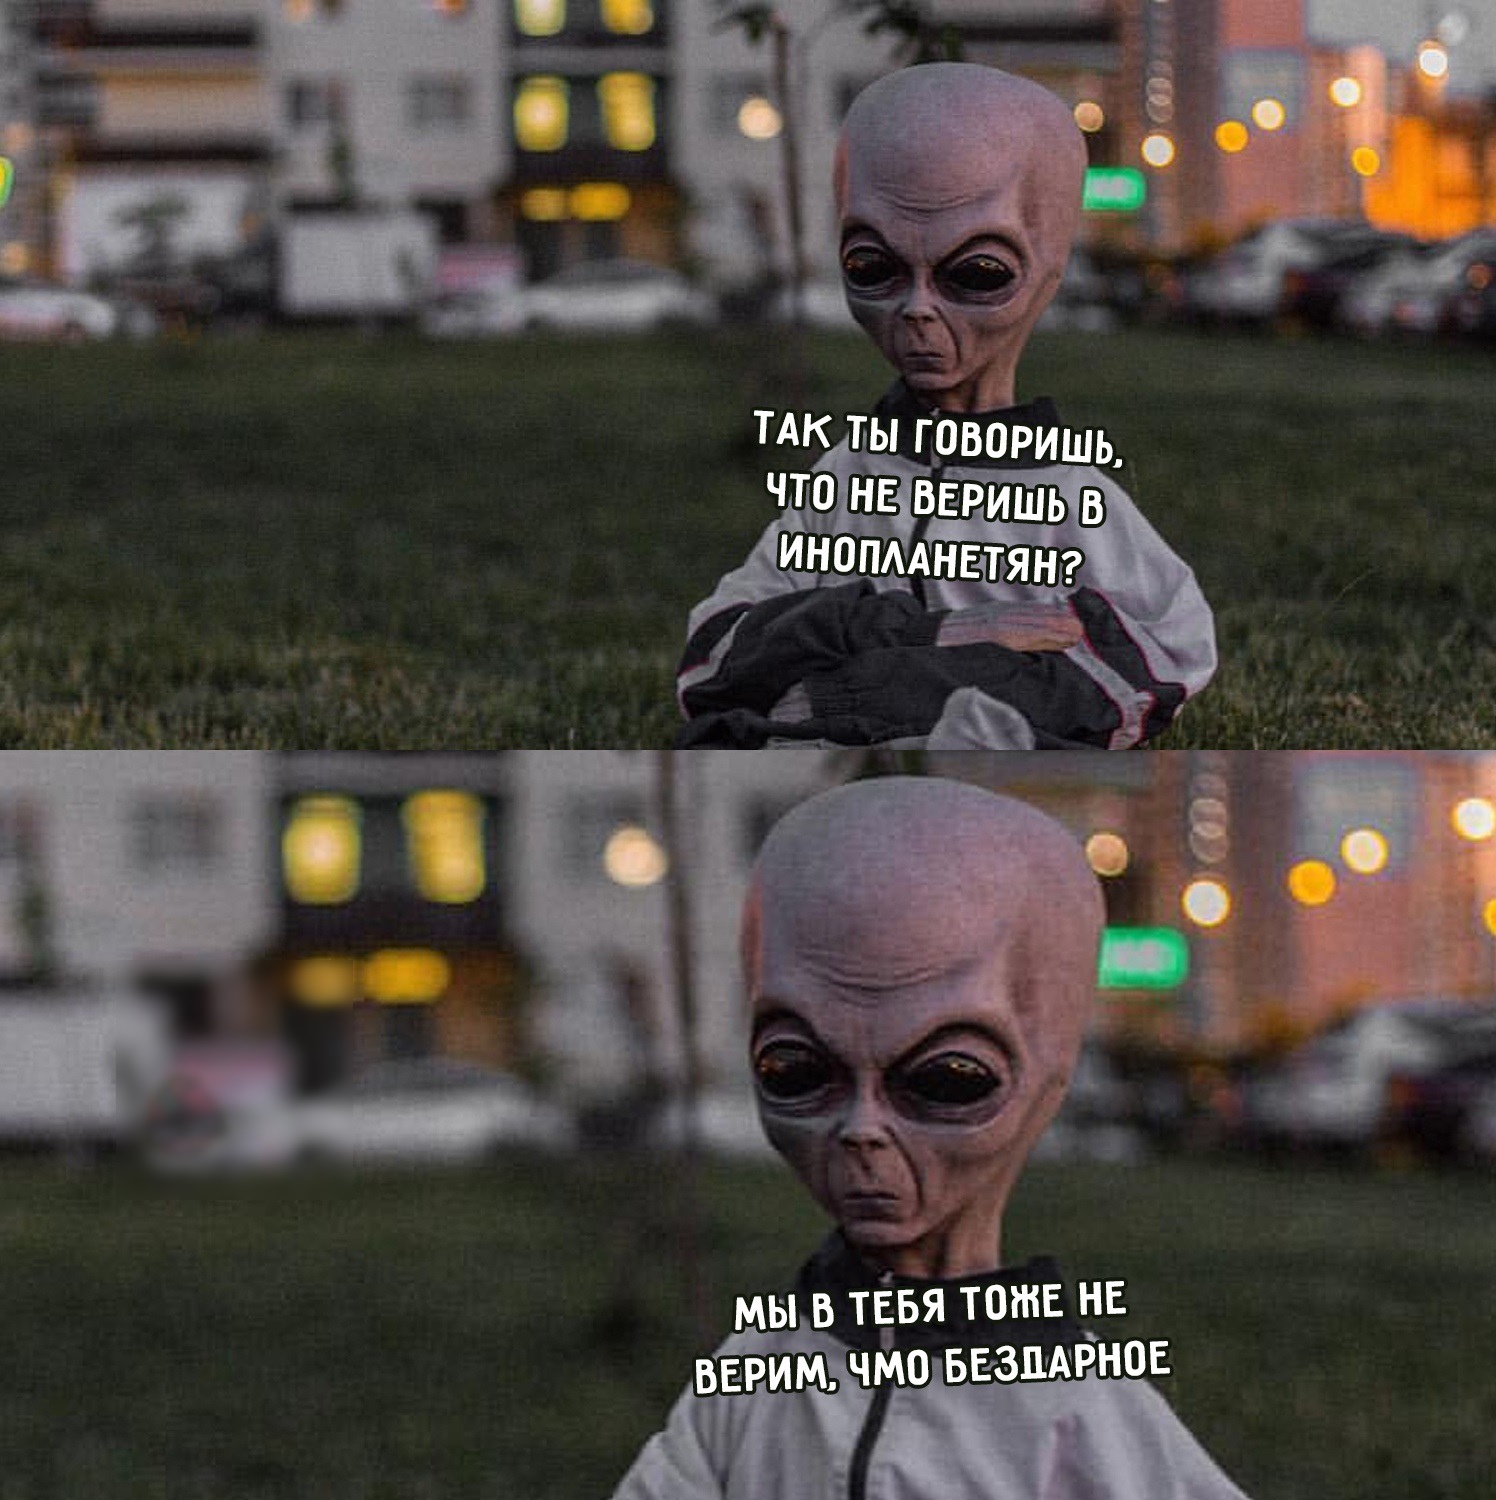 ТАК ТЫ ГОВОРИШЬ,
ЧТО НЕ ВЕРИШЬ В
ИНОПЛАНЕТЯН?
МЫ В ТЕБЯ ТОЖЕ НЕ
ВЕРИМ, ЧМО БЕЗДАРНОЕ